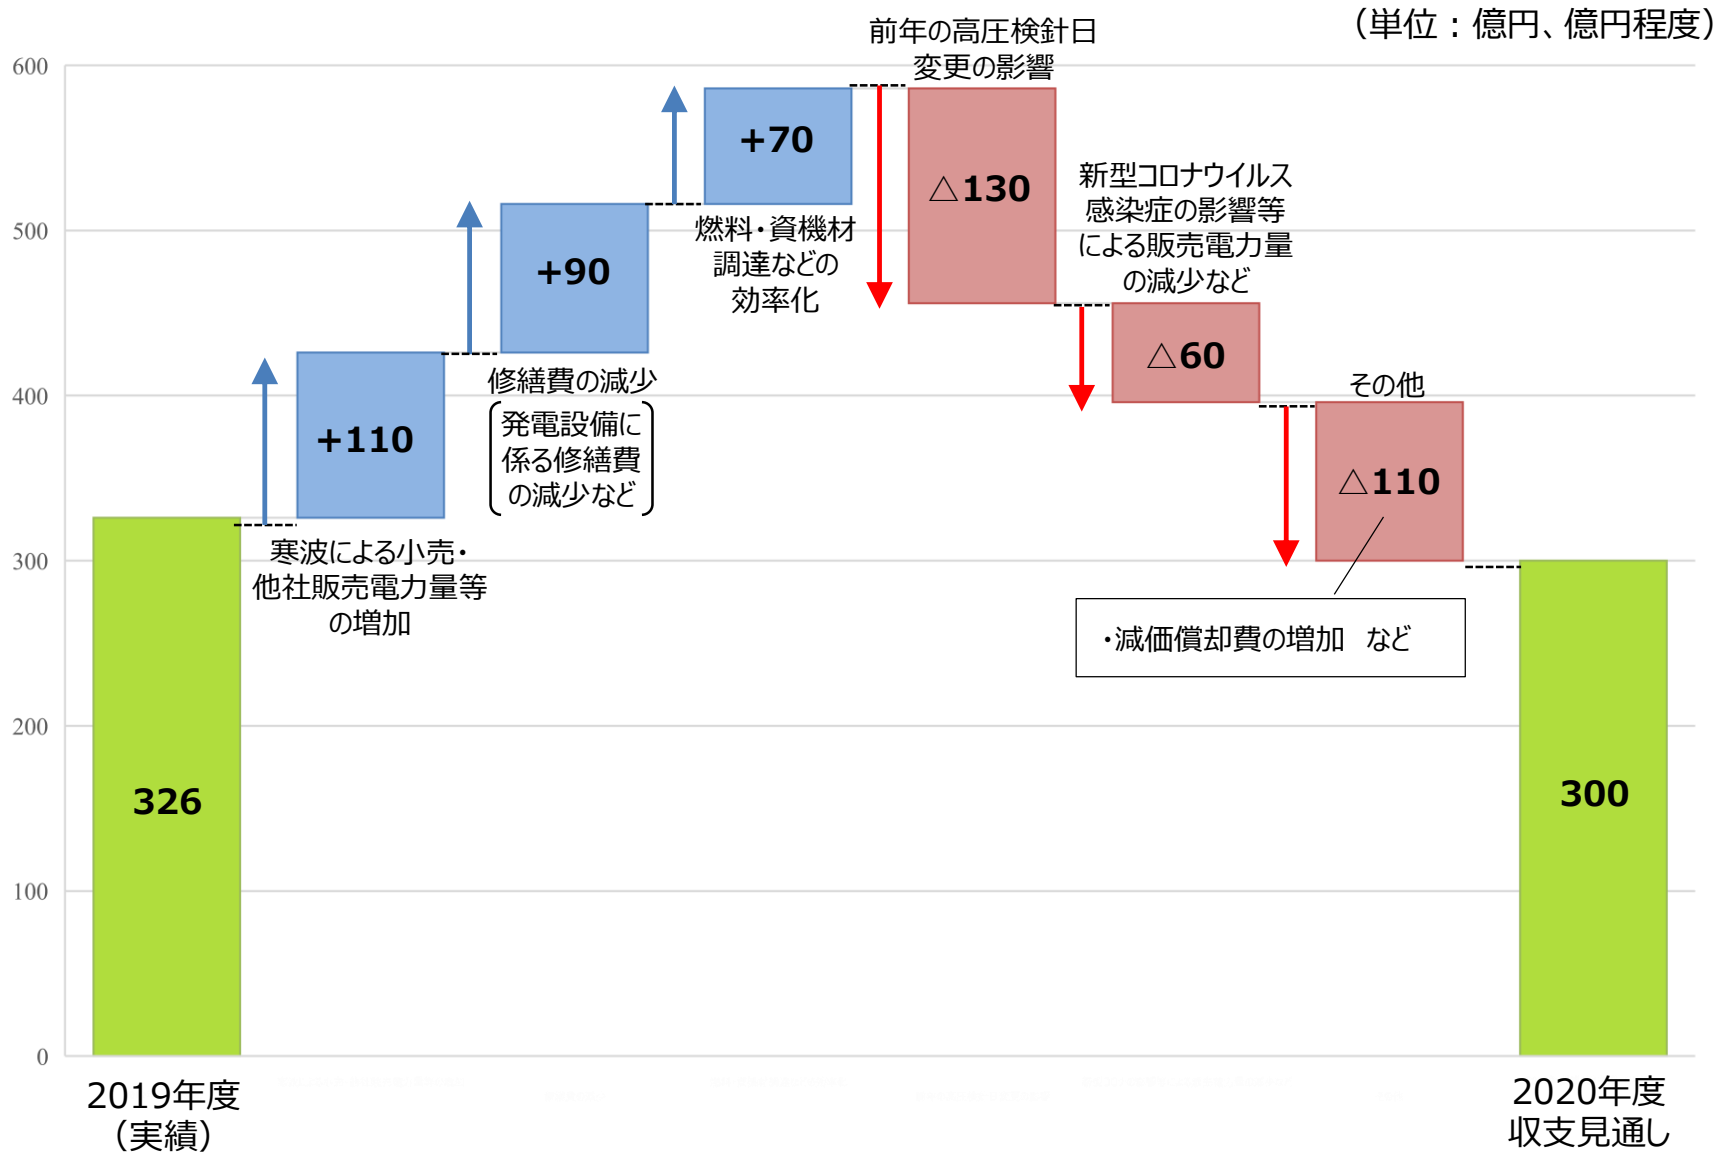 （単位：億円、億円程度）
600
500
400
300
200
100
0
326
2019年度
（実績）
+110
寒波による小売・
他社販売電力量等
の増加
+90
修繕費の減少
発電設備に
係る修繕費
の減少など
+70
燃料・資機材
調達などの
効率化
前年の高圧検針日
変更の影響
△130
新型コロナウイルス
感染症の影響等
による販売電力量
の減少など
△60
その他
△110
・減価償却費の増加　など
300
2020年度
収支見通し